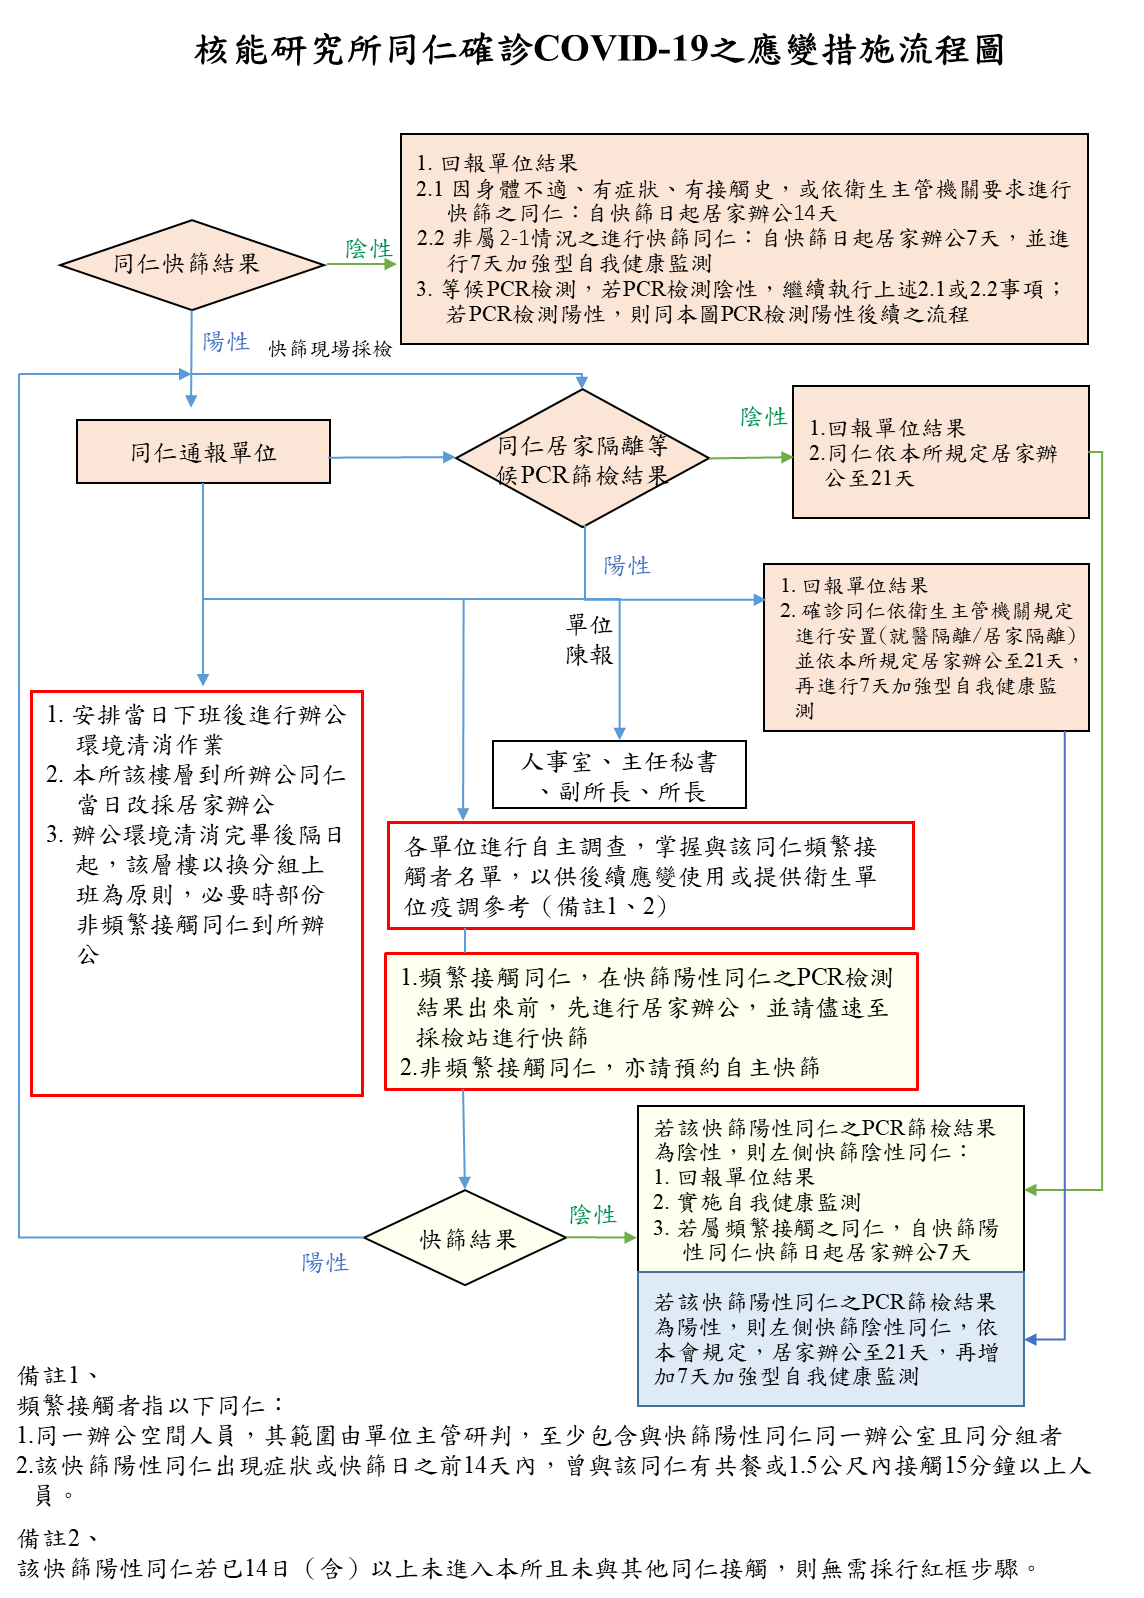 核能研究所同仁確診COVID-19之應變措施流程圖
同仁快篩結果
陰性
1. 回報單位結果
2.1 因身體不適、有症狀、有接觸史，或依衛生主管機關要求進行
快篩之同仁：自快篩日起居家辦公14天
2.2 非屬2-1情況之進行快篩同仁：自快篩日起居家辦公7天，並進
行7天加強型自我健康監測
3. 等候PCR檢測，若PCR檢測陰性，繼續執行上述2.1或2.2事項；
若PCR檢測陽性，則同本圖PCR檢測陽性後續之流程
陽性
快篩現場採檢
同仁通報單位
同仁居家隔離等
候PCR篩檢結果
陰性
1.回報單位結果
2.同仁依本所規定居家辦
公至21天
陽性
1. 回報單位結果
2. 確診同仁依衛生主管機關規定
進行安置(就醫隔離/居家隔離)
並依本所規定居家辦公至21天，
再進行7天加強型自我健康監
測
單位
陳報
人事室、主任秘書
、副所長、所長
1. 安排當日下班後進行辦公
環境清消作業
2. 本所該樓層到所辦公同仁
當日改採居家辦公
3. 辦公環境清消完畢後隔日
起，該層樓以換分組上
班為原則，必要時部份
非頻繁接觸同仁到所辦
公
各單位進行自主調查，掌握與該同仁頻繁接
觸者名單，以供後續應變使用或提供衛生單
位疫調參考（備註1、2）
1.頻繁接觸同仁，在快篩陽性同仁之PCR檢測
結果出來前，先進行居家辦公，並請儘速至
採檢站進行快篩
2.非頻繁接觸同仁，亦請預約自主快篩
快篩結果
陰性
陽性
若該快篩陽性同仁之PCR篩檢結果
為陰性，則左側快篩陰性同仁：
1. 回報單位結果
2. 實施自我健康監測
3. 若屬頻繁接觸之同仁，自快篩陽
性同仁快篩日起居家辦公7天
若該快篩陽性同仁之PCR篩檢結果
為陽性，則左側快篩陰性同仁，依
本會規定，居家辦公至21天，再增
加7天加強型自我健康監測
備註1、
頻繁接觸者指以下同仁：
1.同一辦公空間人員，其範圍由單位主管研判，至少包含與快篩陽性同仁同一辦公室且同分組者
2.該快篩陽性同仁出現症狀或快篩日之前14天內，曾與該同仁有共餐或1.5公尺內接觸15分鐘以上人
員。
備註2、
該快篩陽性同仁若已14日（含）以上未進入本所且未與其他同仁接觸，則無需採行紅框步驟。